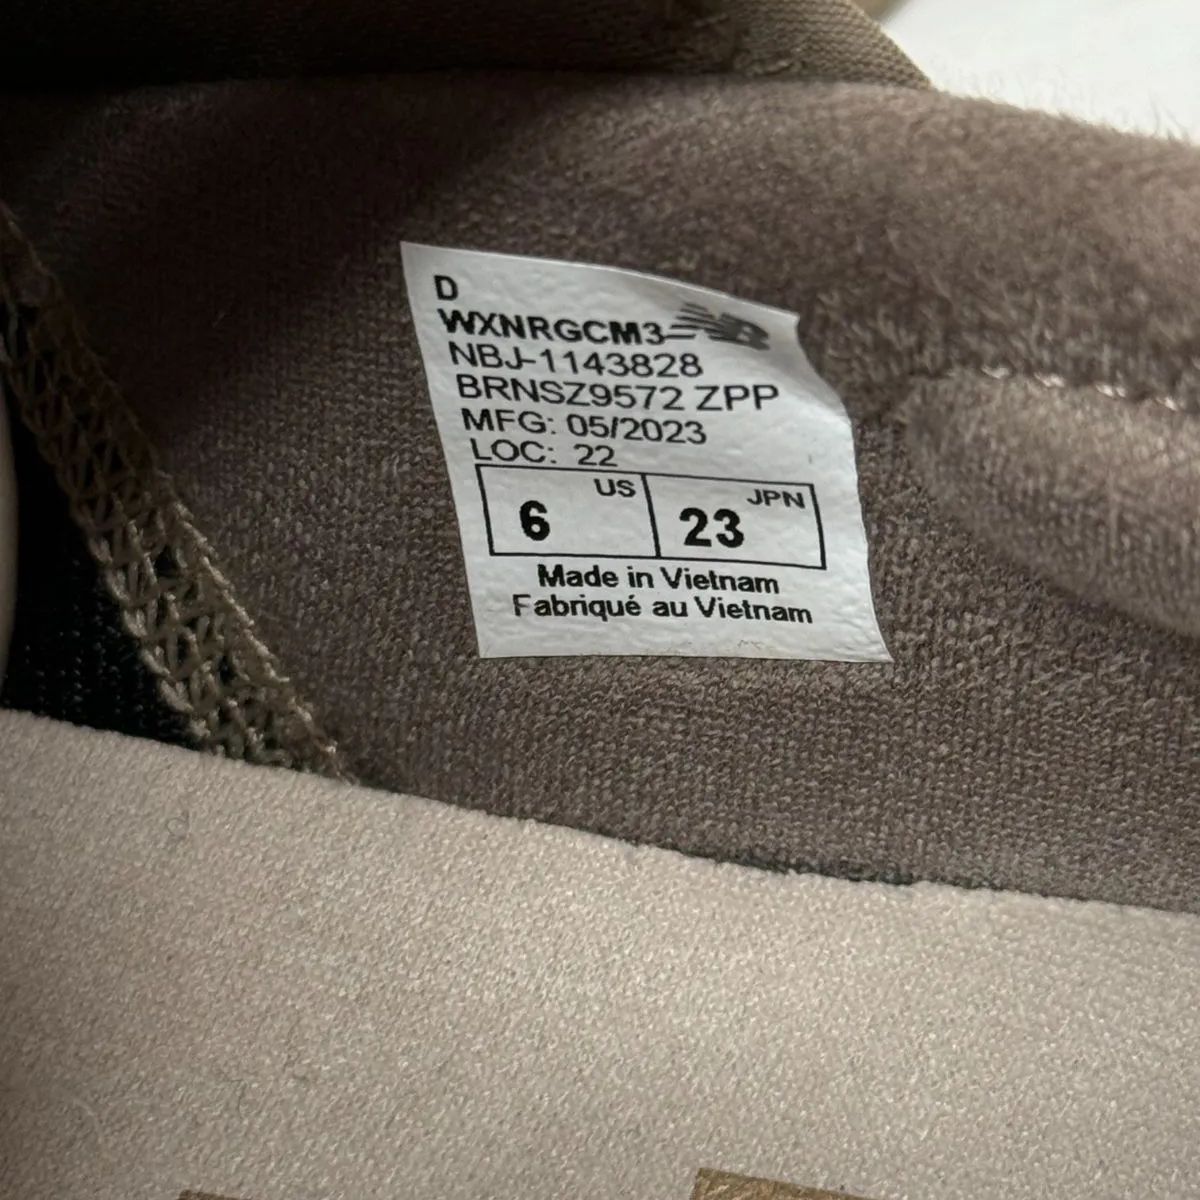 D
WXNRGCM3
NBJ-1143828
BRNSZ9572 ZPP
MFG: 05/2023
LOC: 22
US JPN
6 23
Made in Vietnam
Fabriqué au Vietnam